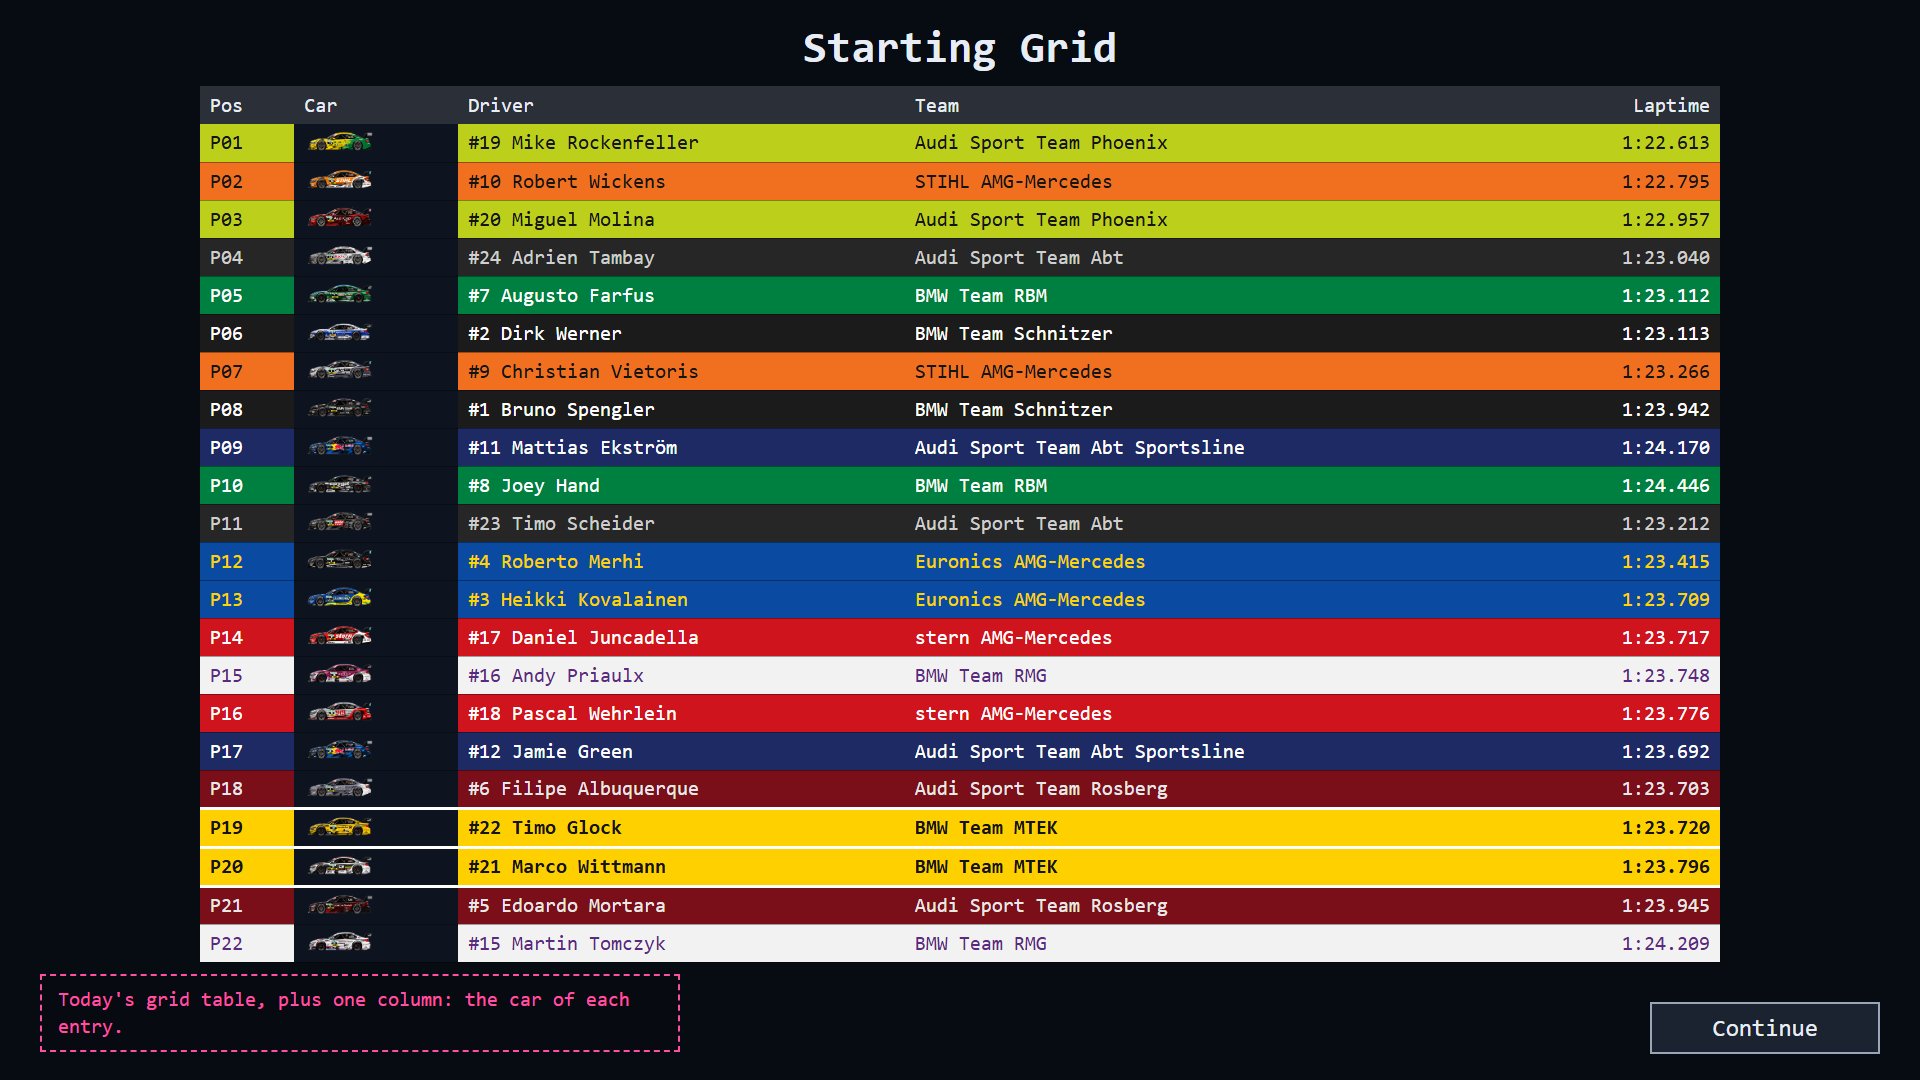 Starting Grid
Pos Car Driver Team Laptime
P01 #19 Mike Rockenfeller Audi Sport Team Phoenix 1:22.613
P02 #10 Robert Wickens STIHL AMG-Mercedes 1:22.795
P03 #20 Miguel Molina Audi Sport Team Phoenix 1:22.957
P04 #24 Adrien Tambay Audi Sport Team Abt 1:23.040
P05 #7 Augusto Farfus BMW Team RBM 1:23.112
P06 #2 Dirk Werner BMW Team Schnitzer 1:23.113
P07 #9 Christian Vietoris STIHL AMG-Mercedes 1:23.266
P08 #1 Bruno Spengler BMW Team Schnitzer 1:23.942
P09 #11 Mattias Ekström Audi Sport Team Abt Sportsline 1:24.170
P10 #8 Joey Hand BMW Team RBM 1:24.446
P11 #23 Timo Scheider Audi Sport Team Abt 1:23.212
P12 #4 Roberto Merhi Euronics AMG-Mercedes 1:23.415
P13 #3 Heikki Kovalainen Euronics AMG-Mercedes 1:23.709
P14 #17 Daniel Juncadella stern AMG-Mercedes 1:23.717
P15 #16 Andy Priaulx BMW Team RMG 1:23.748
P16 #18 Pascal Wehrlein stern AMG-Mercedes 1:23.776
P17 #12 Jamie Green Audi Sport Team Abt Sportsline 1:23.692
P18 #6 Filipe Albuquerque Audi Sport Team Rosberg 1:23.703
P19 #22 Timo Glock BMW Team MTEK 1:23.720
P20 #21 Marco Wittmann BMW Team MTEK 1:23.796
P21 #5 Edoardo Mortara Audi Sport Team Rosberg 1:23.945
P22 #15 Martin Tomczyk BMW Team RMG 1:24.209
Today's grid table, plus one column: the car of each
entry.
Continue